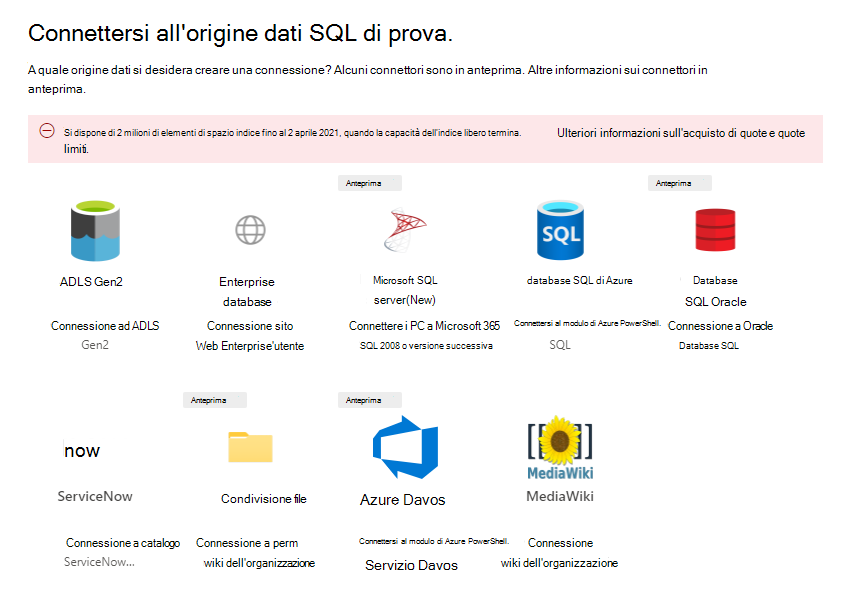 Connettersi all'origine dati SQL di prova.
A quale origine dati si desidera creare una connessione? Alcuni connettori sono in anteprima. Altre informazioni sui connettori in
anteprima.
Si dispone di 2 milioni di elementi di spazio indice fino al 2 aprile 2021, quando la capacità dell'indice libero termina. Ulteriori informazioni sull'acquisto di quote e quote
limiti.
Anteprima
Anteprima
SQL
ADLS Gen2
Enterprise
database
Microsoft SQL
server(New)
database SQL di Azure
Database
SQL Oracle
Connessione ad ADLS
Gen2
Connessione sito
Web Enterprise'utente
Connettere i PC a Microsoft 365
SQL 2008 o versione successiva
Connettersi al modulo di Azure PowerShell.
SQL
Connessione a Oracle
Database SQL
Anteprima
Anteprima
now
[[]]
MediaWiki
ServiceNow
Condivisione file
Azure Davos
MediaWiki
Connessione a catalogo
ServiceNow...
Connessione a perm
wiki dell'organizzazione
Connettersi al modulo di Azure PowerShell.
Servizio Davos
Connessione
wiki dell'organizzazione